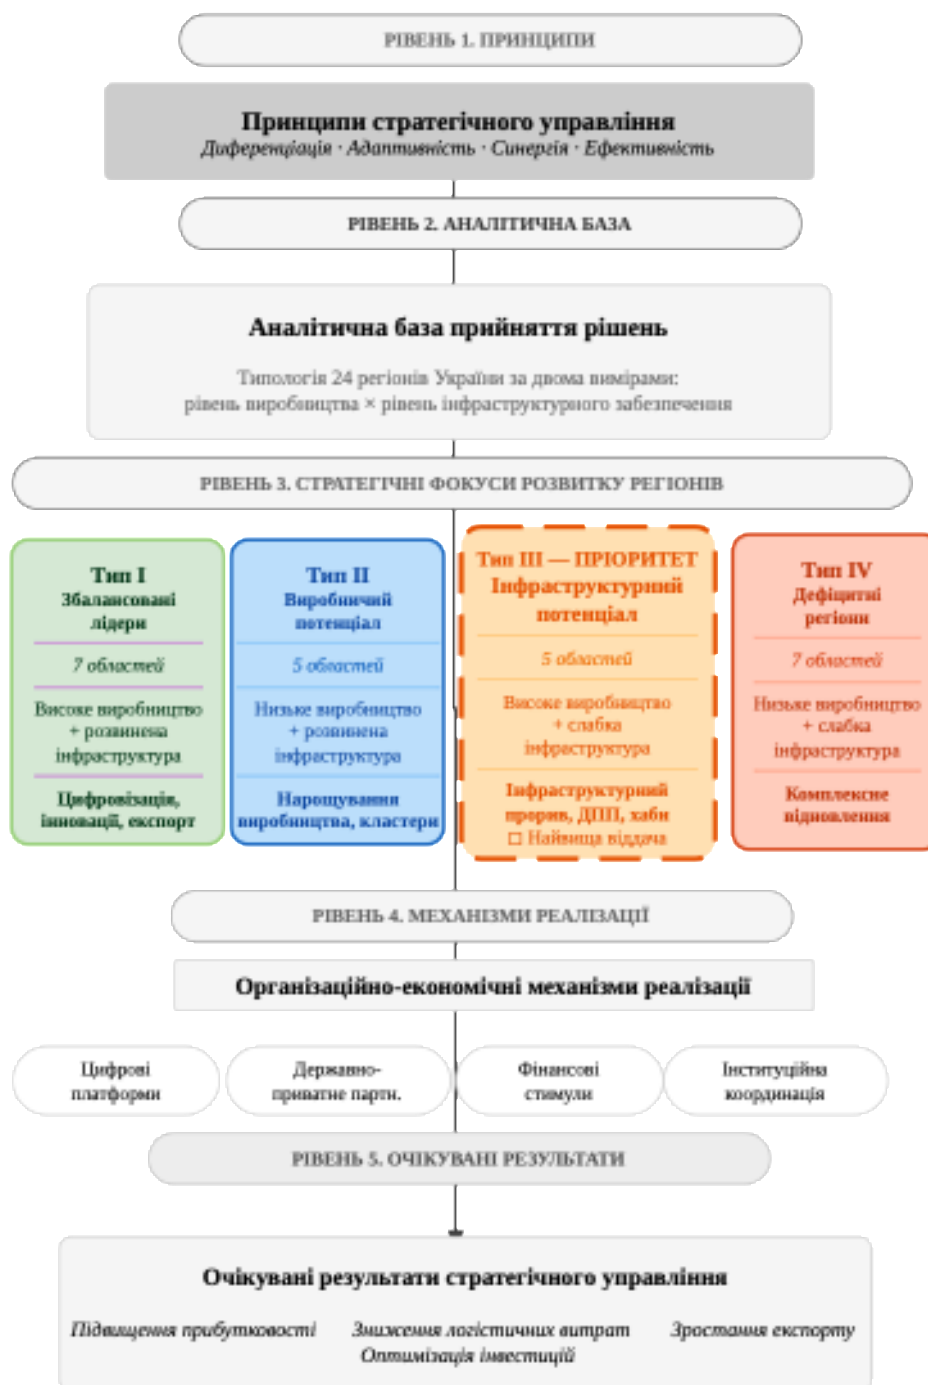 РІВЕНЬ 1. ПРИНЦИПИ
Принципи стратегічного управління
Диференціація · Адаптивність · Синергія · Ефективність
РІВЕНЬ 2. АНАЛІТИЧНА БАЗА
Аналітична база прийняття рішень
Типологія 24 регіонів України за двома вимірами:
рівень виробництва × рівень інфраструктурного забезпечення
РІВЕНЬ 3. СТРАТЕГІЧНІ ФОКУСИ РОЗВИТКУ РЕГІОНІВ
Тип I
Збалансовані
лідери
7 областей
Високе виробництво
+ розвинена
інфраструктура
Цифровізація,
інновації, експорт
Тип II
Виробничий
потенціал
5 областей
Низьке виробництво
+ розвинена
інфраструктура
Нарощування
виробництва, кластери
Тип III — ПРІОРИТЕТ
Інфраструктурний
потенціал
5 областей
Високе виробництво
+ слабка
інфраструктура
Інфраструктурний
прорив, ДПП, хаби
□ Найвища віддача
Тип IV
Дефіцитні
регіони
7 областей
Низьке виробництво
+ слабка
інфраструктура
Комплексне
відновлення
РІВЕНЬ 4. МЕХАНІЗМИ РЕАЛІЗАЦІЇ
Організаційно-економічні механізми реалізації
Цифрові
платформи
Державно-
приватне партн.
Фінансові
стимули
Інституційна
координація
РІВЕНЬ 5. ОЧІКУВАНІ РЕЗУЛЬТАТИ
Очікувані результати стратегічного управління
Підвищення прибутковості Зниження логістичних витрат Зростання експорту
Оптимізація інвестицій